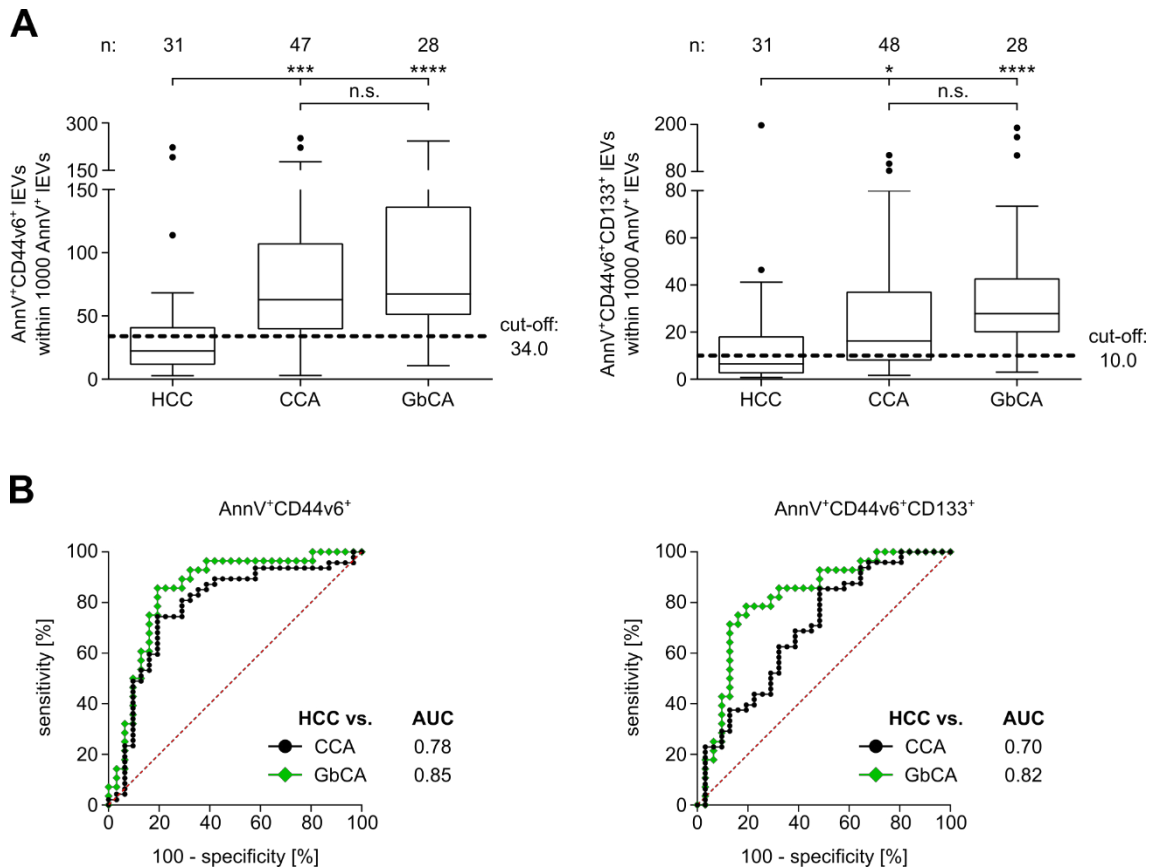 A
n: 31 47 28
*** ****
n.s.
300
150
150
100
50
0
AnnV⁺CD44v6⁺ lEVs
within 1000 AnnV⁺ lEVs
HCC CCA GbCA
cut-off:
34.0
31 48 28
* ****
n.s.
200
80
80
60
40
20
0
AnnV⁺CD44v6⁺CD133⁺ lEVs
within 1000 AnnV⁺ lEVs
HCC CCA GbCA
cut-off:
10.0
B
AnnV⁺CD44v6⁺
100
80
60
40
20
0
sensitivity [%]
HCC vs. AUC
CCA 0.78
GbCA 0.85
0 20 40 60 80 100
100 - specificity [%]
AnnV⁺CD44v6⁺CD133⁺
100
80
60
40
20
0
sensitivity [%]
HCC vs. AUC
CCA 0.70
GbCA 0.82
0 20 40 60 80 100
100 - specificity [%]